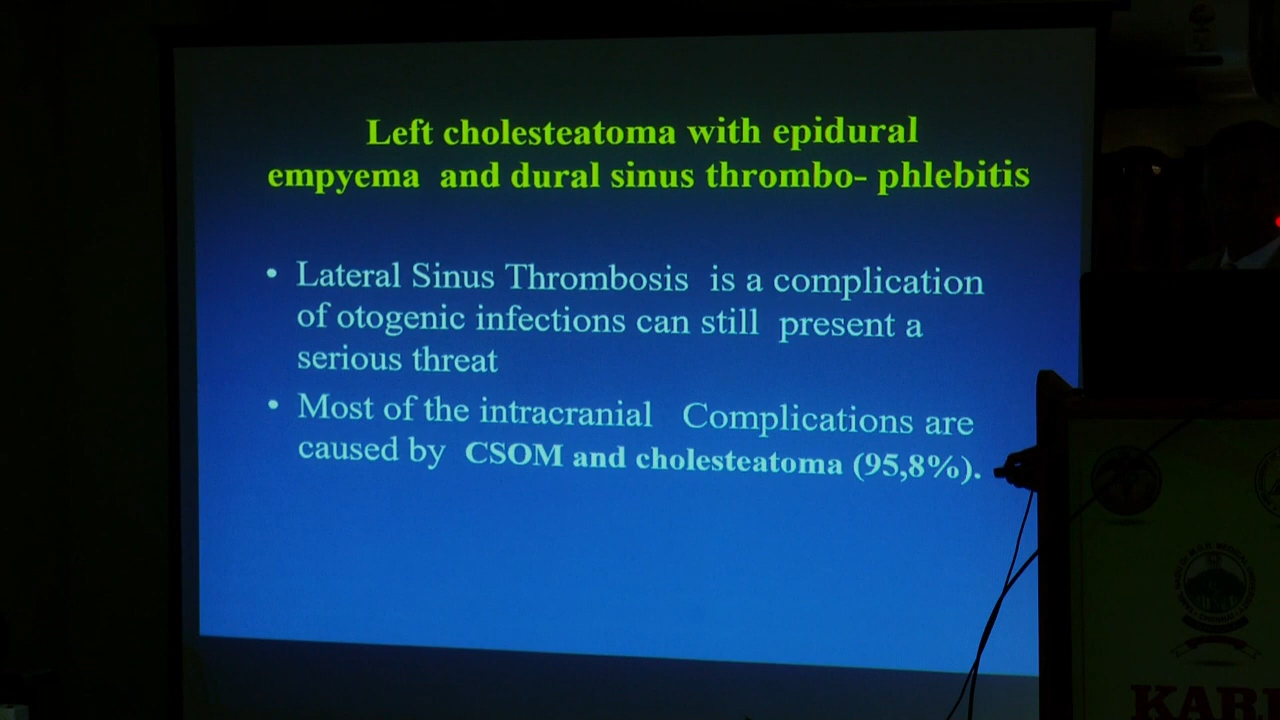 Left cholesteatoma with epidural
empyema and dural sinus thrombo- phlebitis
• Lateral Sinus Thrombosis is a complication
of otogenic infections can still present a
serious threat
• Most of the intracranial Complications are
caused by CSOM and cholesteatoma (95,8%).